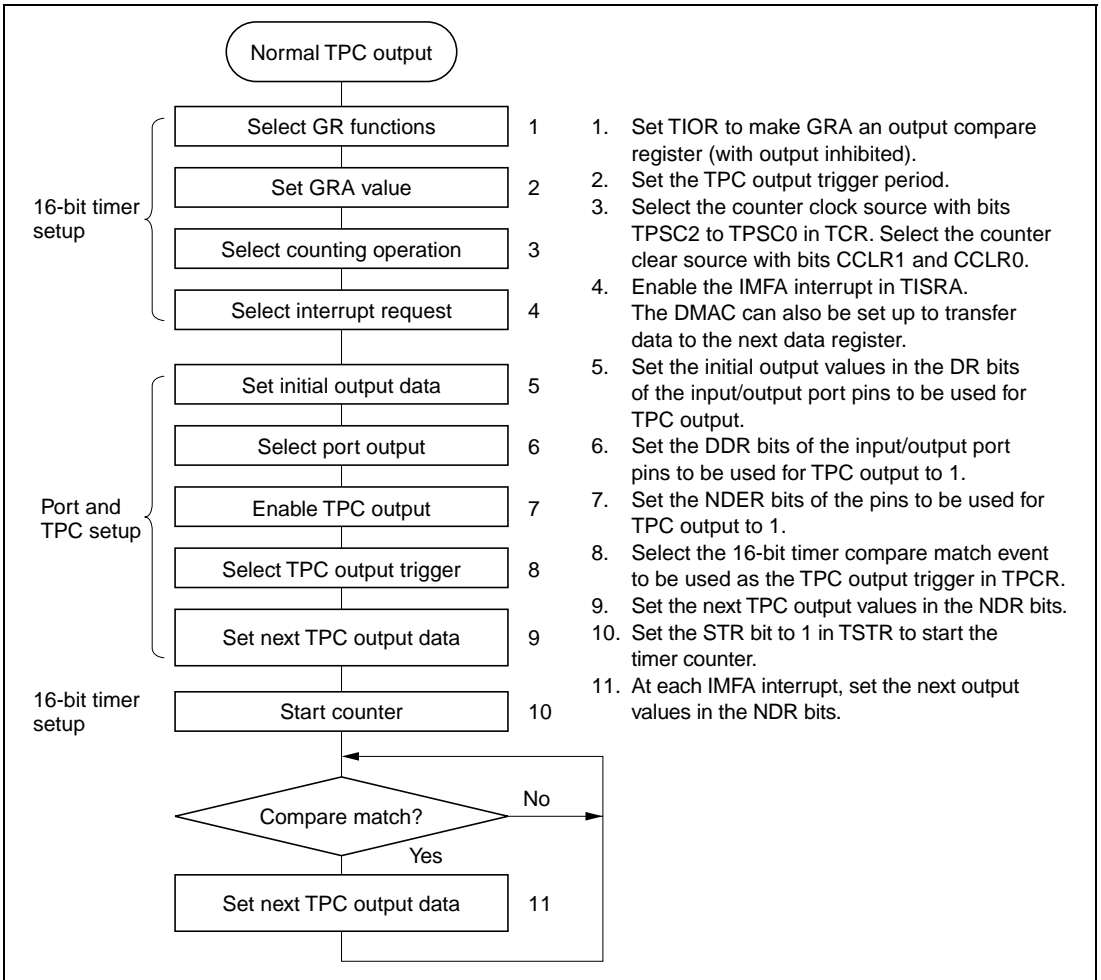 Normal TPC output
16-bit timer
setup
Select GR functions 1
Set GRA value 2
Select counting operation 3
Select interrupt request 4
Port and
TPC setup
Set initial output data 5
Select port output 6
Enable TPC output 7
Select TPC output trigger 8
Set next TPC output data 9
16-bit timer
setup
Start counter 10
Compare match?
No
Yes
Set next TPC output data 11
1. Set TIOR to make GRA an output compare
register (with output inhibited).
2. Set the TPC output trigger period.
3. Select the counter clock source with bits
TPSC2 to TPSC0 in TCR. Select the counter
clear source with bits CCLR1 and CCLR0.
4. Enable the IMFA interrupt in TISRA.
The DMAC can also be set up to transfer
data to the next data register.
5. Set the initial output values in the DR bits
of the input/output port pins to be used for
TPC output.
6. Set the DDR bits of the input/output port
pins to be used for TPC output to 1.
7. Set the NDER bits of the pins to be used for
TPC output to 1.
8. Select the 16-bit timer compare match event
to be used as the TPC output trigger in TPCR.
9. Set the next TPC output values in the NDR bits.
10. Set the STR bit to 1 in TSTR to start the
timer counter.
11. At each IMFA interrupt, set the next output
values in the NDR bits.